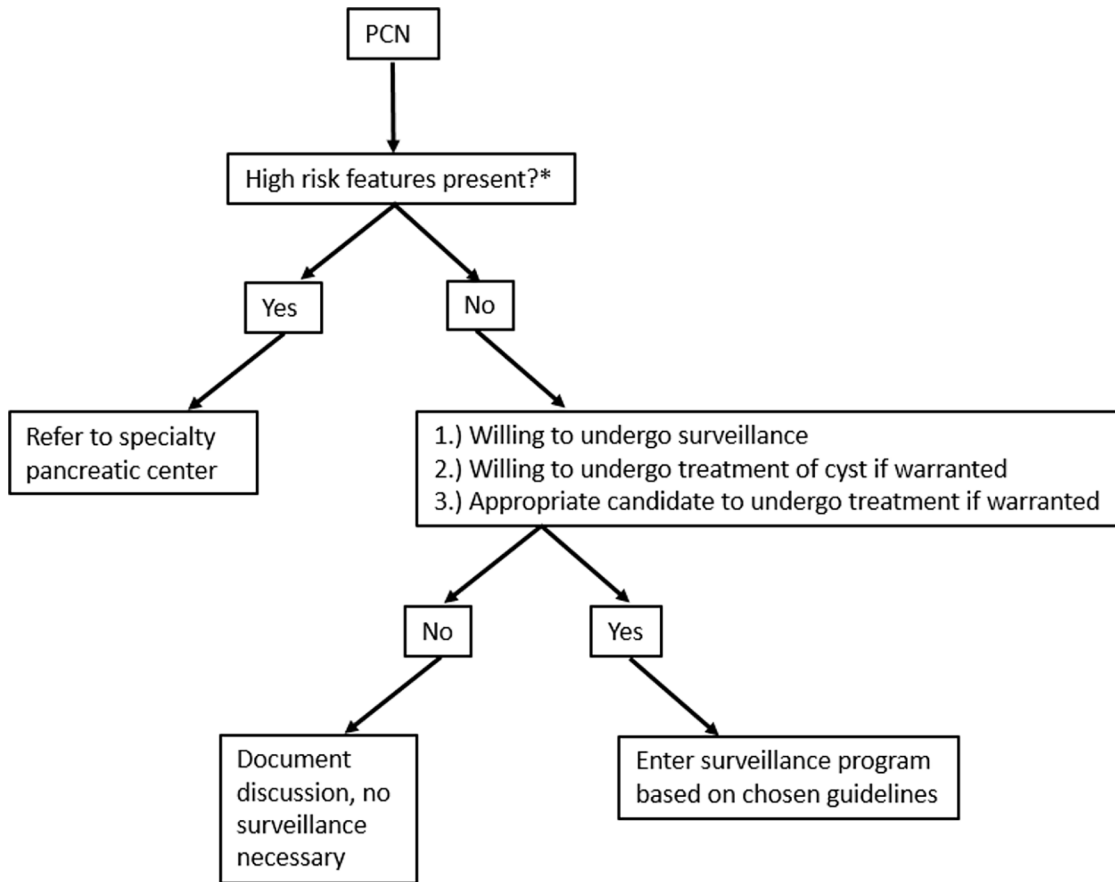 PCN
High risk features present?*
Yes
No
Refer to specialty
pancreatic center
1.) Willing to undergo surveillance
2.) Willing to undergo treatment of cyst if warranted
3.) Appropriate candidate to undergo treatment if warranted
No
Yes
Document
discussion, no
surveillance
necessary
Enter surveillance program
based on chosen guidelines